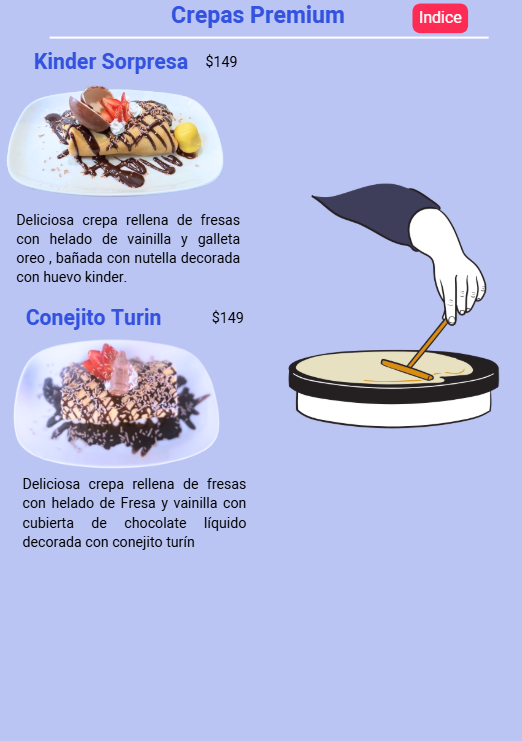 Crepas Premium
Indice
Kinder Sorpresa $149
Deliciosa crepa rellena de fresas
con helado de vainilla y galleta
oreo , bañada con nutella decorada
con huevo kinder.
Conejito Turin $149
Deliciosa crepa rellena de fresas
con helado de Fresa y vainilla con
cubierta de chocolate líquido
decorada con conejito turín